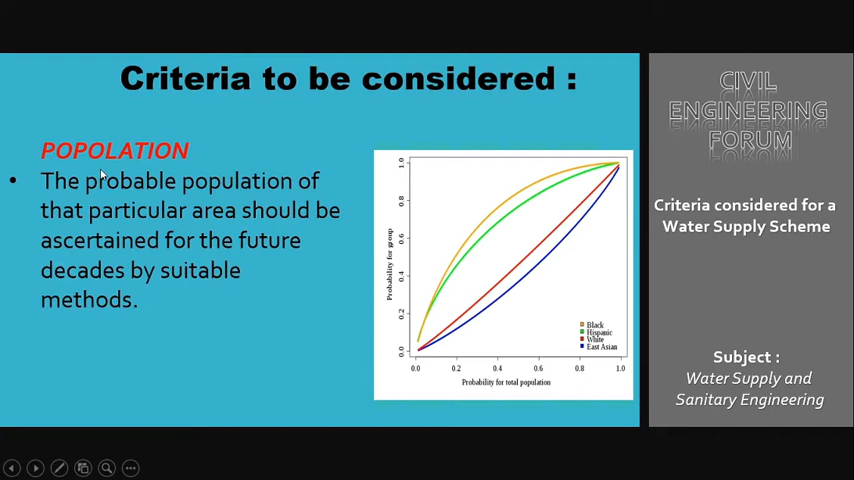 Criteria to be considered :
POPOLATION
• The probable population of
that particular area should be
ascertained for the future
decades by suitable
methods.
Probability for group
1.0
0.8
0.6
0.4
0.2
0.0
Black
Hispanic
White
East Asian
0.0 0.2 0.4 0.6 0.8 1.0
Probability for total population
CIVIL
ENGINEERING
FORUM
Criteria considered for a
Water Supply Scheme
Subject :
Water Supply and
Sanitary Engineering